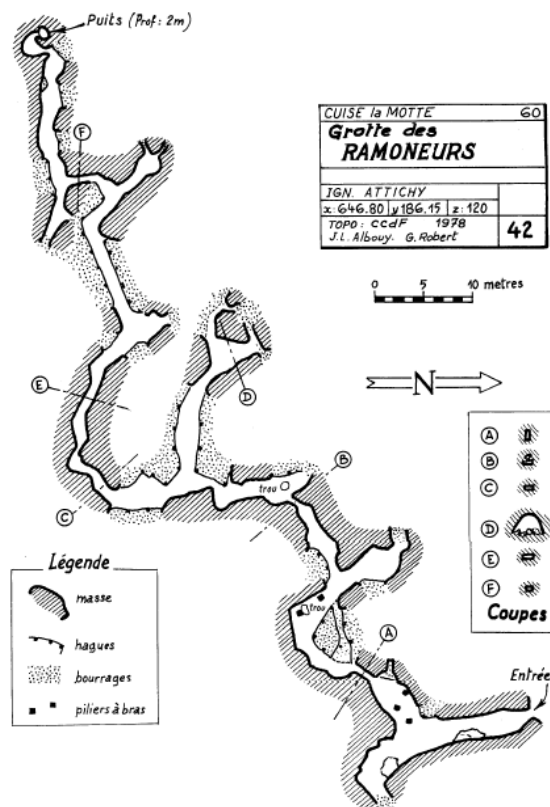 Puits (Prof: 2m)
CUISE la MOTTE 60
Grotte des
RAMONEURS
IGN. ATTICHY
x: 646.80 y 186.15 z: 120
TOPO: CCdF 1978
J.L. Albouy. G. Robert
42
0 5 10 metres
N
F
E
D
C
B
trou
trou
A
Entrée
A
B
C
D
E
F
Coupes
Légende
masse
hagues
bourrages
piliers à bras